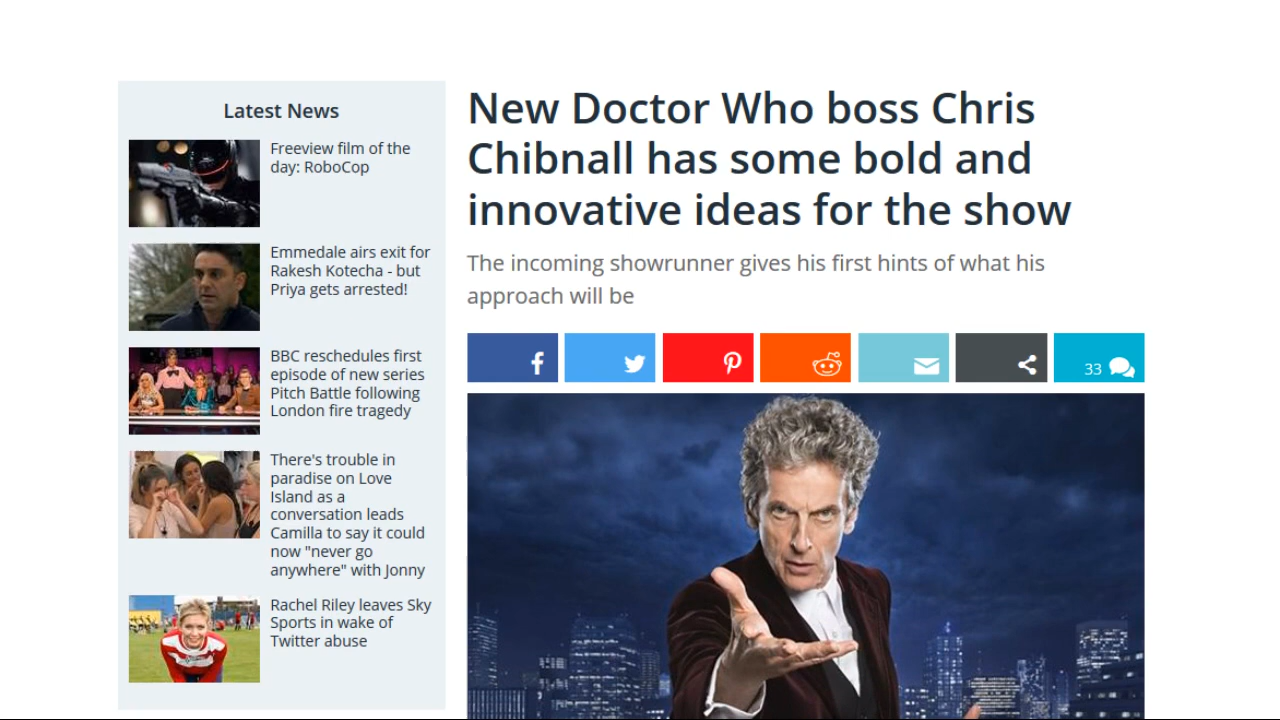 Latest News
Freeview film of the
day: RoboCop
Emmedale airs exit for
Rakesh Kotecha - but
Priya gets arrested!
BBC reschedules first
episode of new series
Pitch Battle following
London fire tragedy
There's trouble in
paradise on Love
Island as a
conversation leads
Camilla to say it could
now "never go
anywhere" with Jonny
Rachel Riley leaves Sky
Sports in wake of
Twitter abuse
New Doctor Who boss Chris
Chibnall has some bold and
innovative ideas for the show
The incoming showrunner gives his first hints of what his
approach will be
33